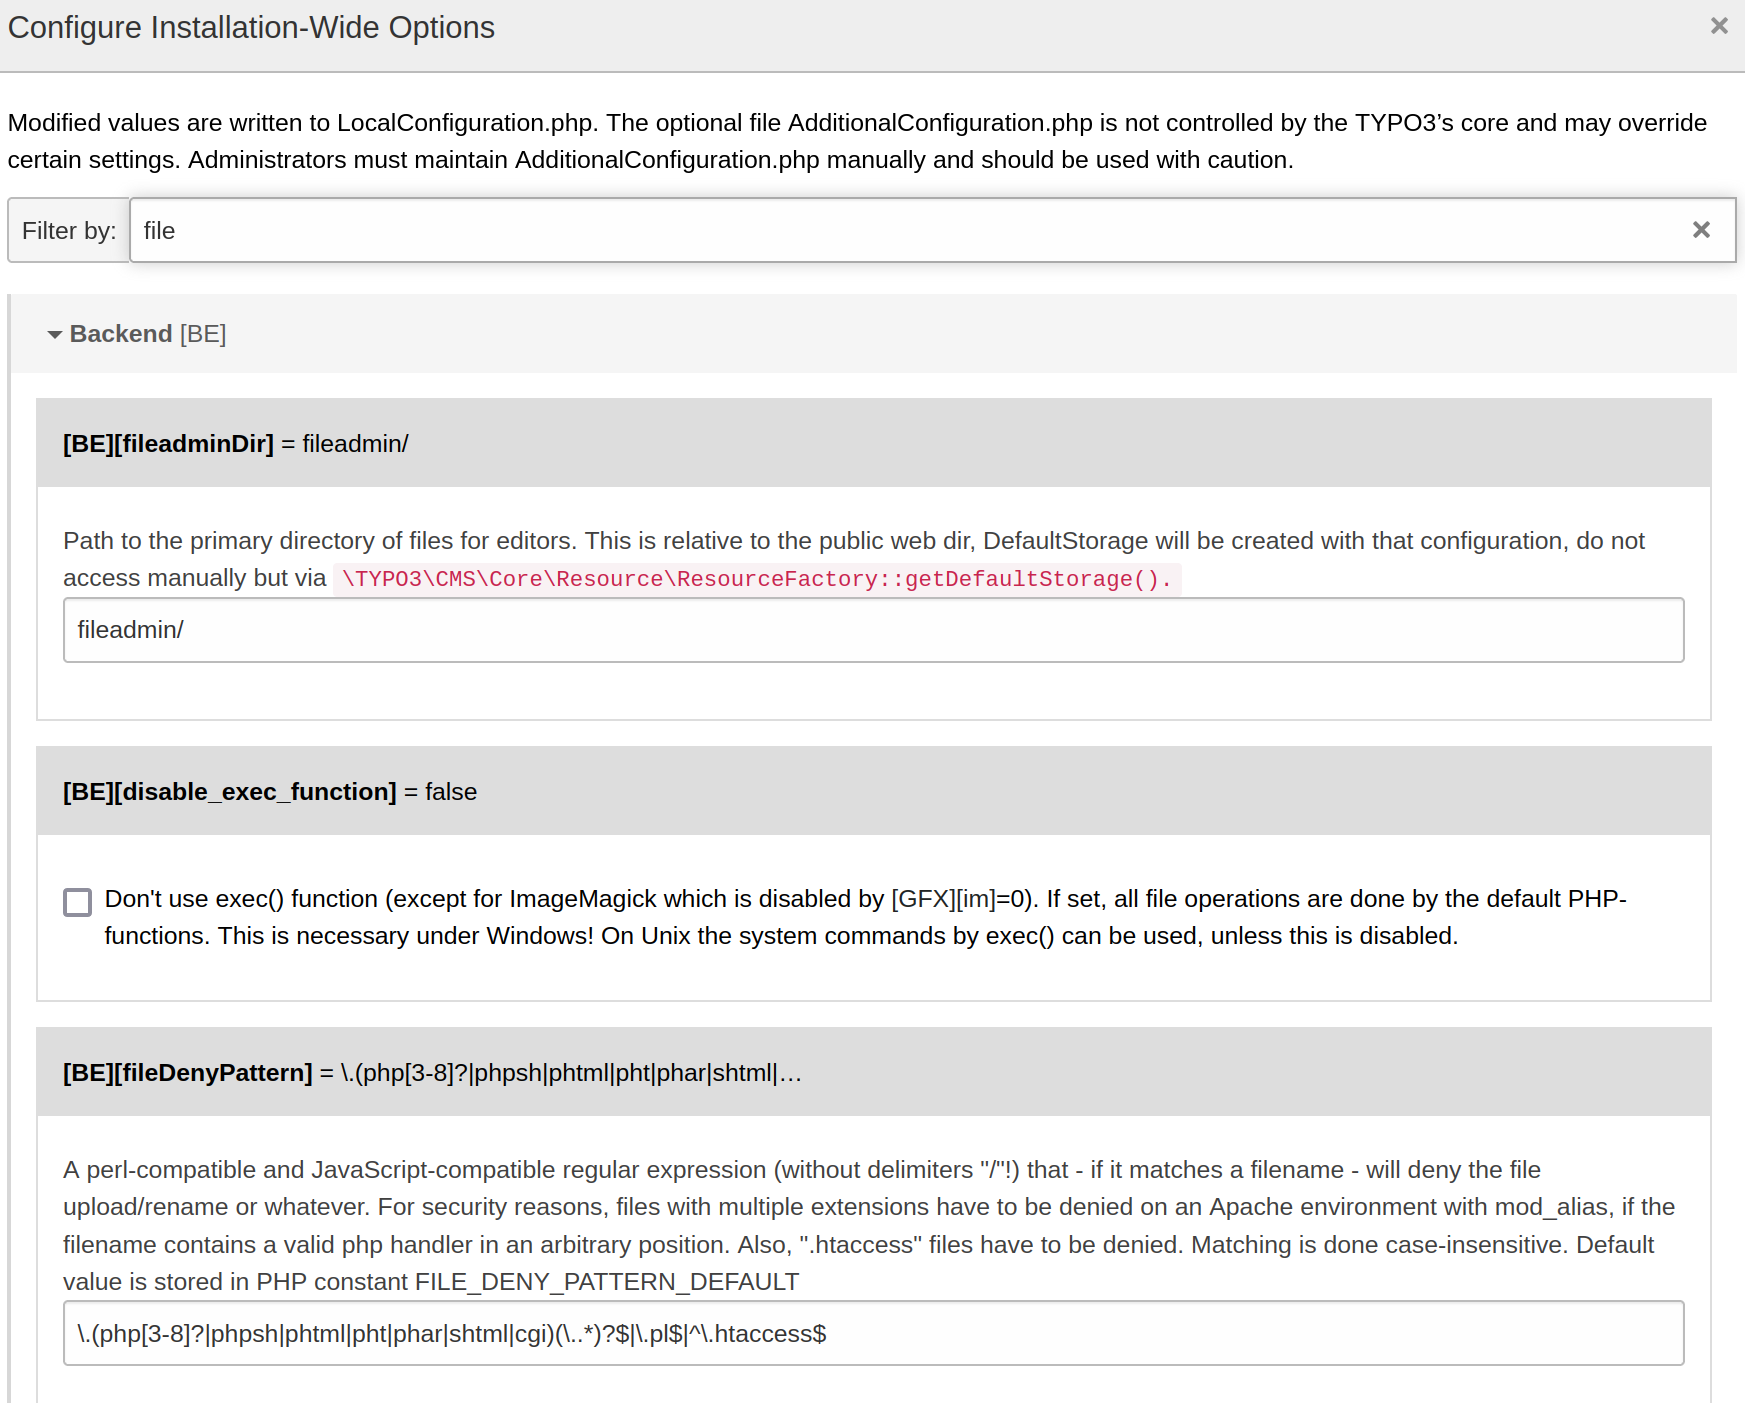 Configure Installation-Wide Options
Modified values are written to LocalConfiguration.php. The optional file AdditionalConfiguration.php is not controlled by the TYPO3’s core and may override
certain settings. Administrators must maintain AdditionalConfiguration.php manually and should be used with caution.
Filter by: file
Backend [BE]
[BE][fileadminDir] = fileadmin/
Path to the primary directory of files for editors. This is relative to the public web dir, DefaultStorage will be created with that configuration, do not
access manually but via \TYPO3\CMS\Core\Resource\ResourceFactory::getDefaultStorage().
fileadmin/
[BE][disable_exec_function] = false
Don't use exec() function (except for ImageMagick which is disabled by [GFX][im]=0). If set, all file operations are done by the default PHP-
functions. This is necessary under Windows! On Unix the system commands by exec() can be used, unless this is disabled.
[BE][fileDenyPattern] = \.(php[3-8]?|phpsh|phtml|pht|phar|shtml|…
A perl-compatible and JavaScript-compatible regular expression (without delimiters "/"!) that - if it matches a filename - will deny the file
upload/rename or whatever. For security reasons, files with multiple extensions have to be denied on an Apache environment with mod_alias, if the
filename contains a valid php handler in an arbitrary position. Also, ".htaccess" files have to be denied. Matching is done case-insensitive. Default
value is stored in PHP constant FILE_DENY_PATTERN_DEFAULT
\.(php[3-8]?|phpsh|phtml|pht|phar|shtml|cgi)(\..*)?$|\.pl$|^\.htaccess$